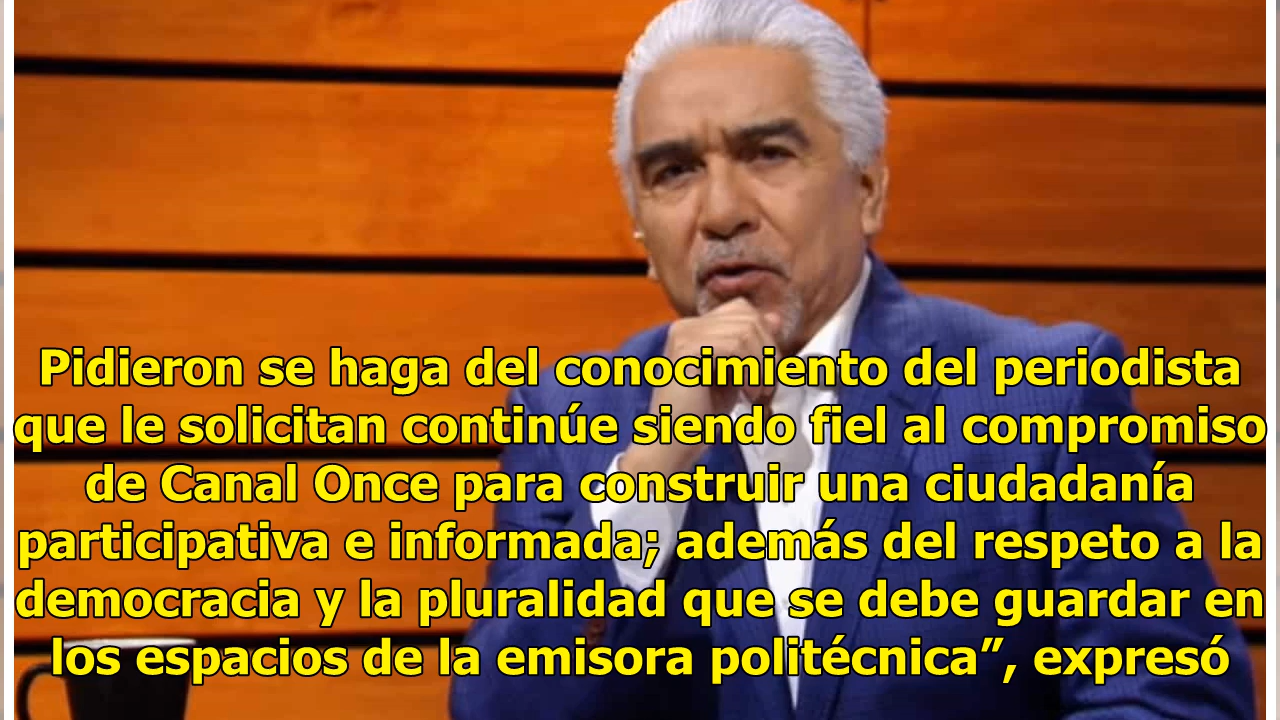 Pidieron se haga del conocimiento del periodista
que le solicitan continúe siendo fiel al compromiso
de Canal Once para construir una ciudadanía
participativa e informada; además del respeto a la
democracia y la pluralidad que se debe guardar en
los espacios de la emisora politécnica”, expresó